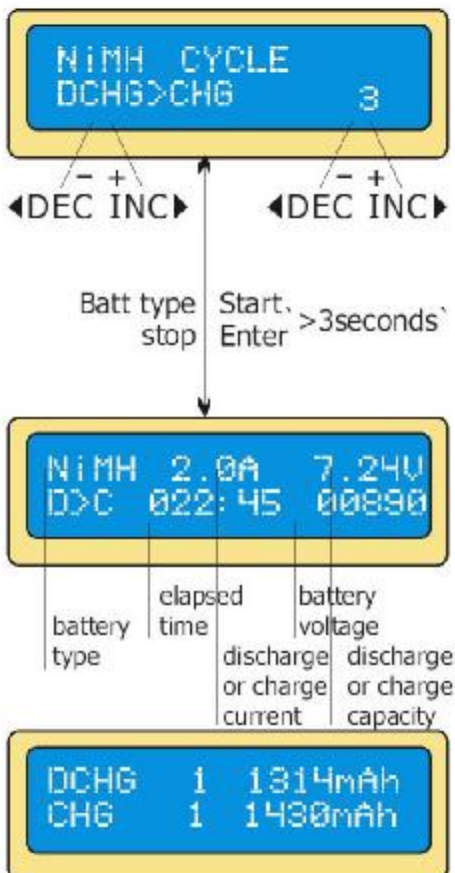 NiMH CYCLE
DCHG>CHG 3
- + - +
◀DEC INC▶ ◀DEC INC▶
Batt type Start、
stop Enter >3seconds`
NiMH 2.0A 7.24V
D>C 022:45 00890
elapsed battery
battery time voltage
type discharge discharge
or charge or charge
current capacity
DCHG 1 1314mAh
CHG 1 1430mAh